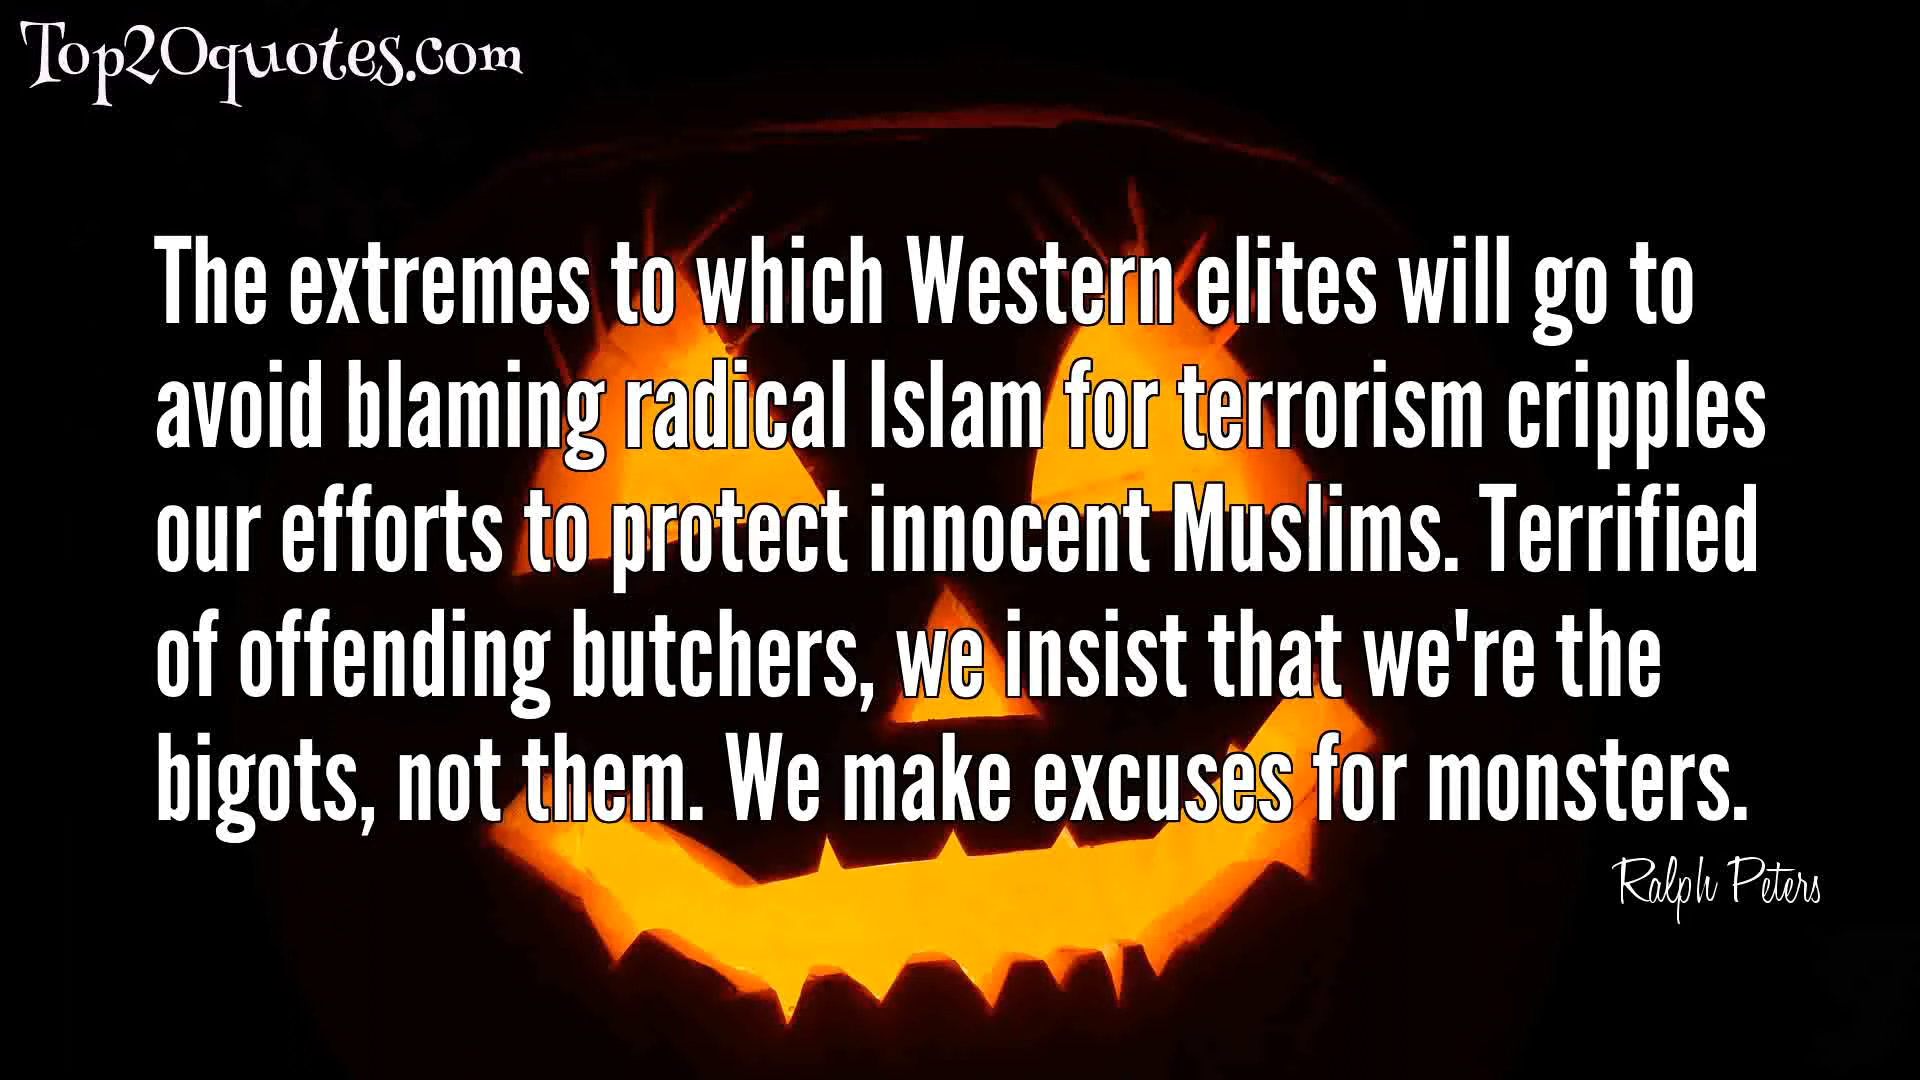 Top20quotes.com
The extremes to which Western elites will go to
avoid blaming radical Islam for terrorism cripples
our efforts to protect innocent Muslims. Terrified
of offending butchers, we insist that we're the
bigots, not them. We make excuses for monsters.
Ralph Peters